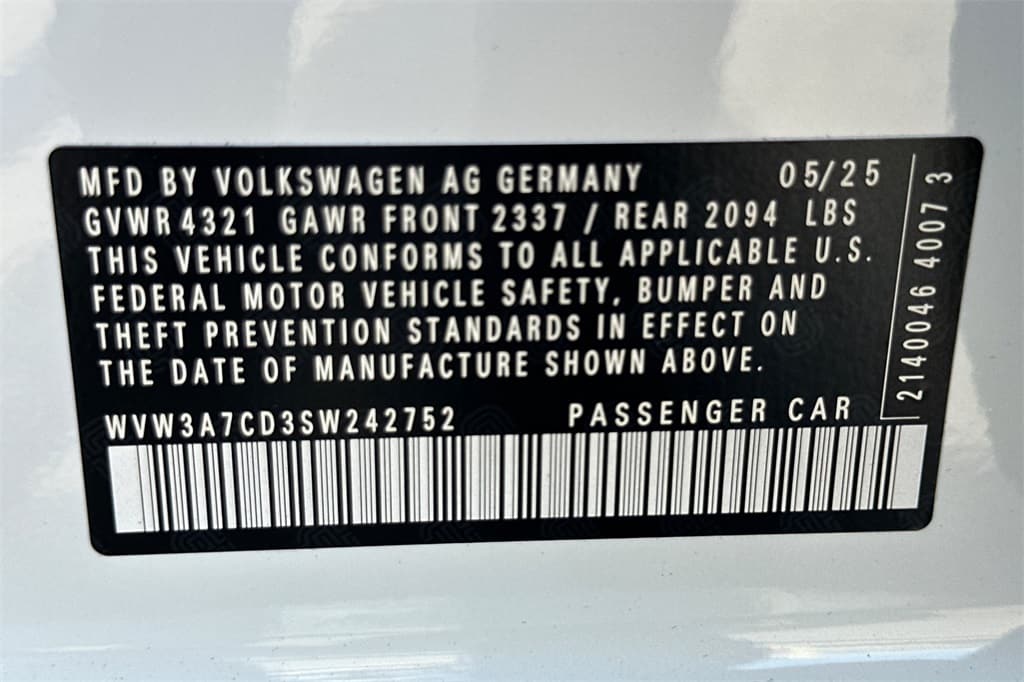 MFD BY VOLKSWAGEN AG GERMANY 05/25
GVWR 4321 GAWR FRONT 2337 / REAR 2094 LBS
THIS VEHICLE CONFORMS TO ALL APPLICABLE U.S.
FEDERAL MOTOR VEHICLE SAFETY, BUMPER AND
THEFT PREVENTION STANDARDS IN EFFECT ON
THE DATE OF MANUFACTURE SHOWN ABOVE.
WVW3A7CD3SW242752 PASSENGER CAR
2140046 4007 3